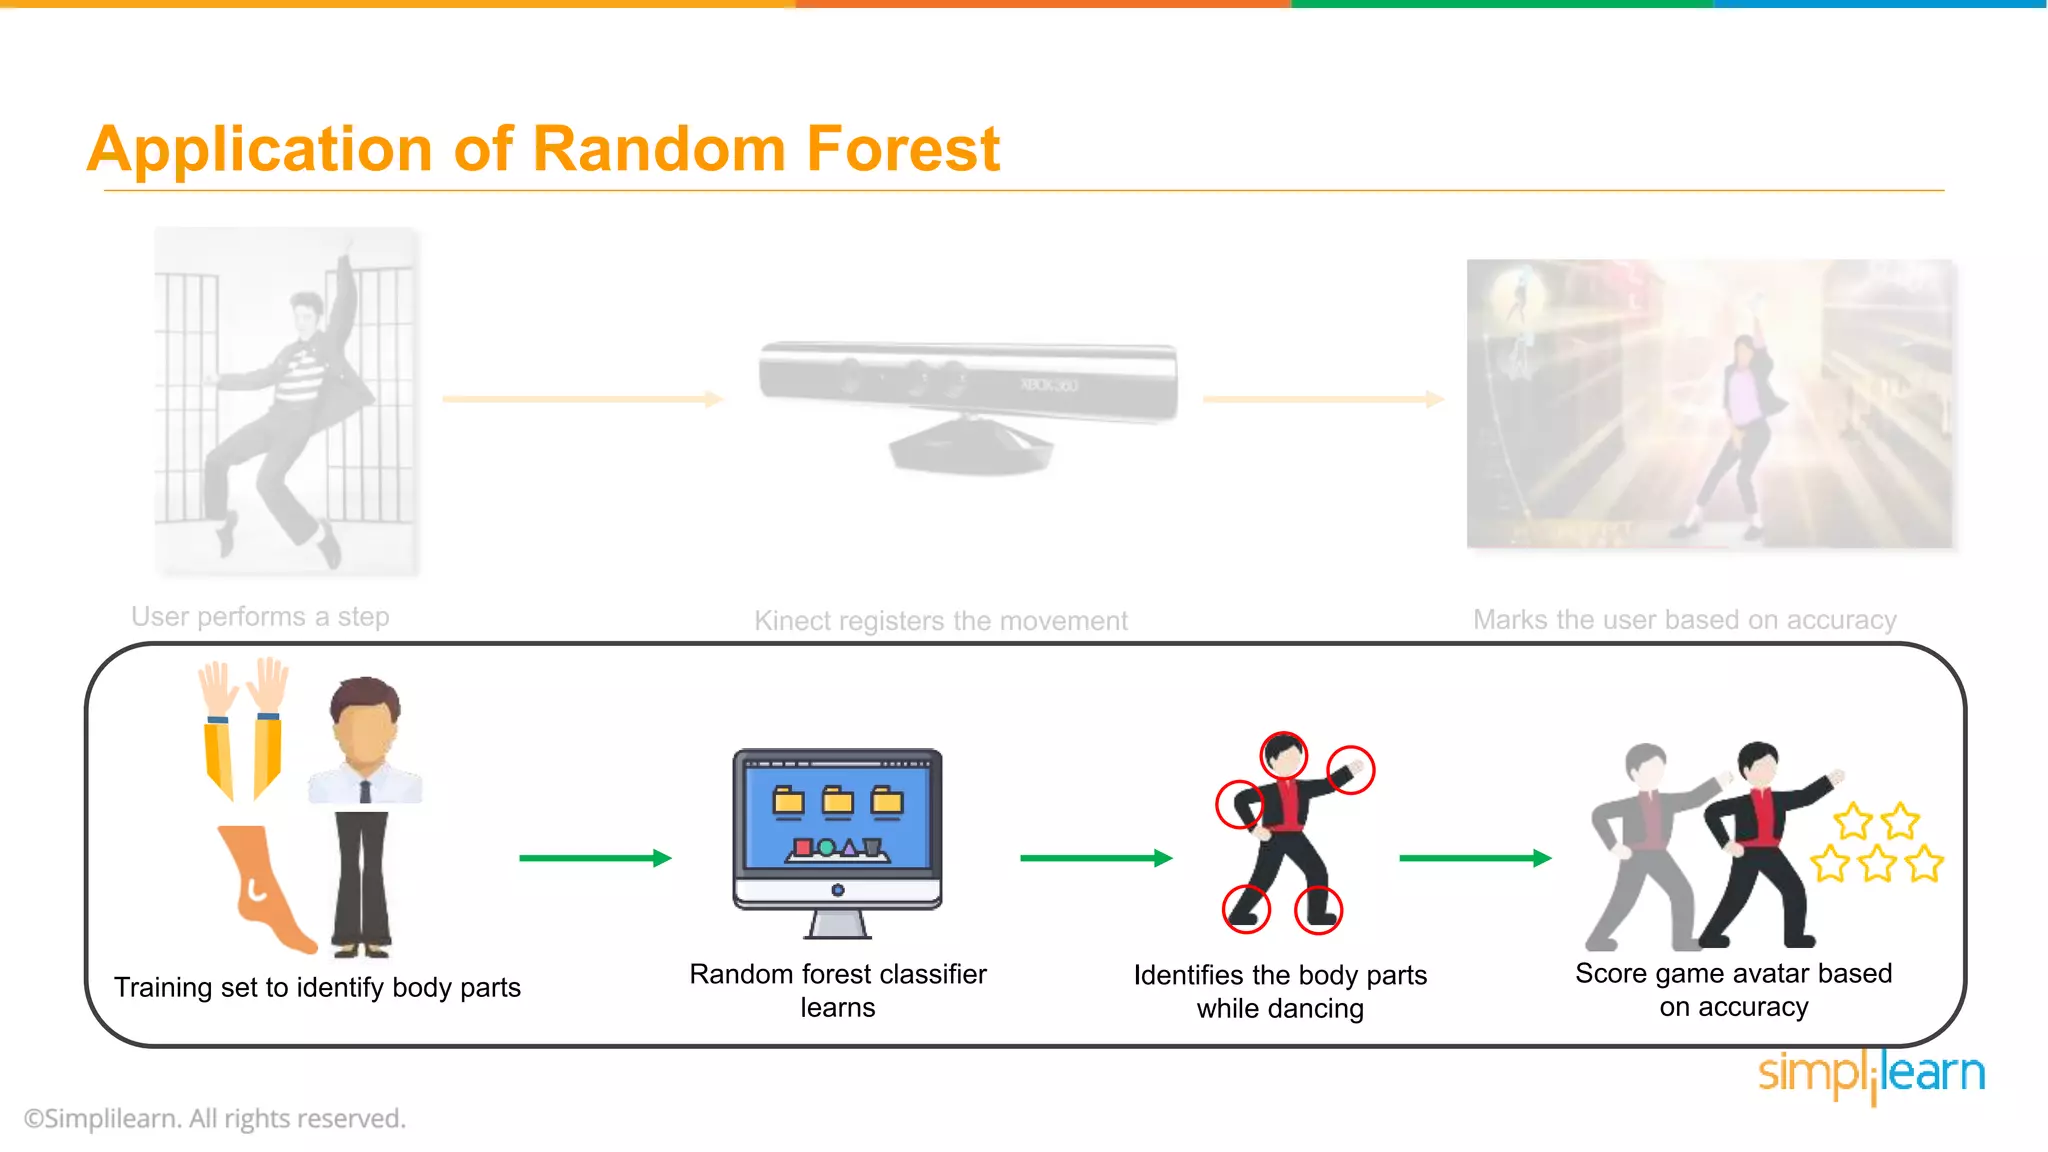 Application of Random Forest
XBOX 360
User performs a step
Kinect registers the movement
Marks the user based on accuracy
Training set to identify body parts
Random forest classifier
learns
Identifies the body parts
while dancing
Score game avatar based
on accuracy
simplilearn
©Simplilearn. All rights reserved.